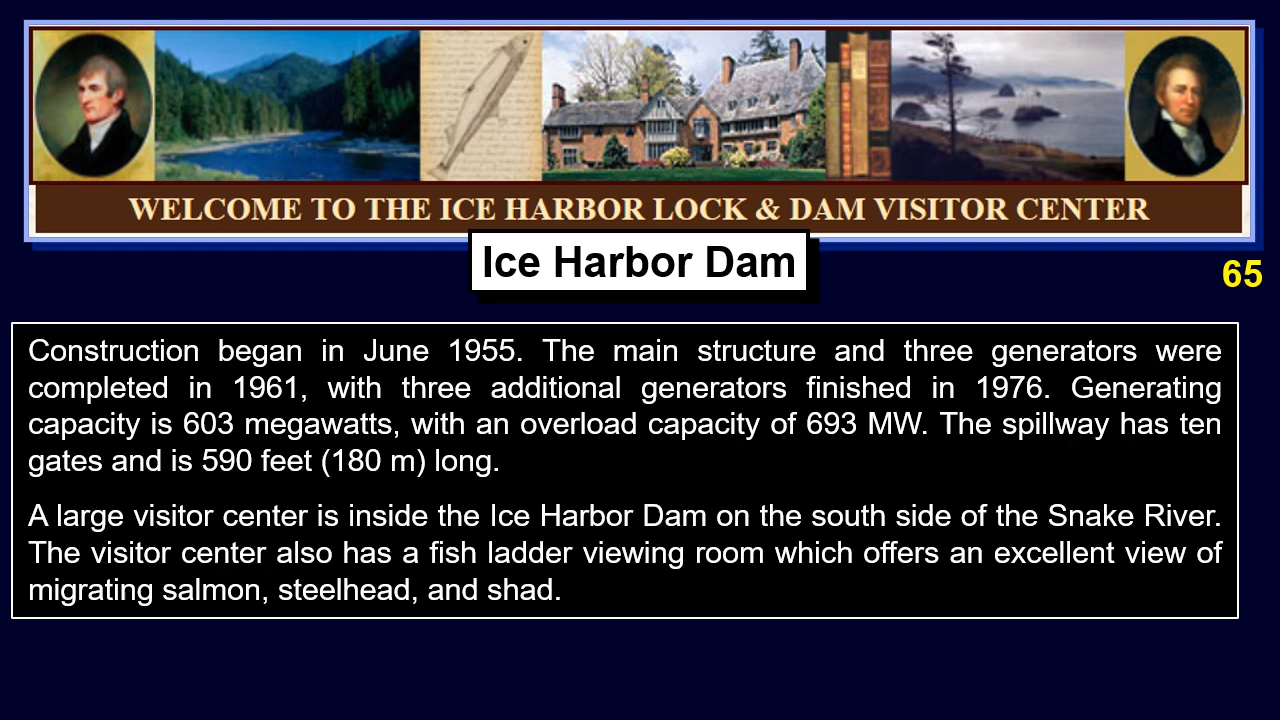 WELCOME TO THE ICE HARBOR LOCK & DAM VISITOR CENTER
Ice Harbor Dam
65
Construction began in June 1955. The main structure and three generators were
completed in 1961, with three additional generators finished in 1976. Generating
capacity is 603 megawatts, with an overload capacity of 693 MW. The spillway has ten
gates and is 590 feet (180 m) long.
A large visitor center is inside the Ice Harbor Dam on the south side of the Snake River.
The visitor center also has a fish ladder viewing room which offers an excellent view of
migrating salmon, steelhead, and shad.